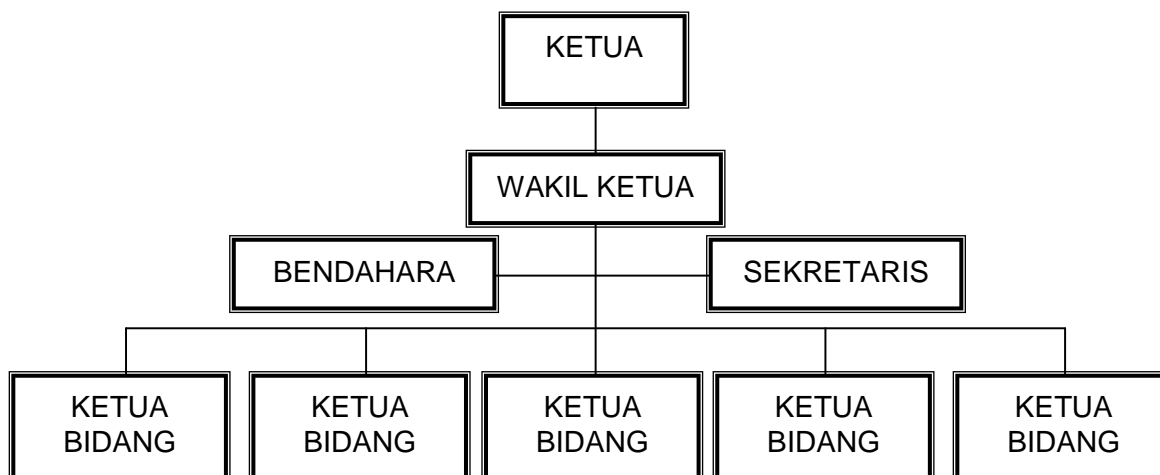 KETUA
WAKIL KETUA
BENDAHARA
SEKRETARIS
KETUA
BIDANG
KETUA
BIDANG
KETUA
BIDANG
KETUA
BIDANG
KETUA
BIDANG